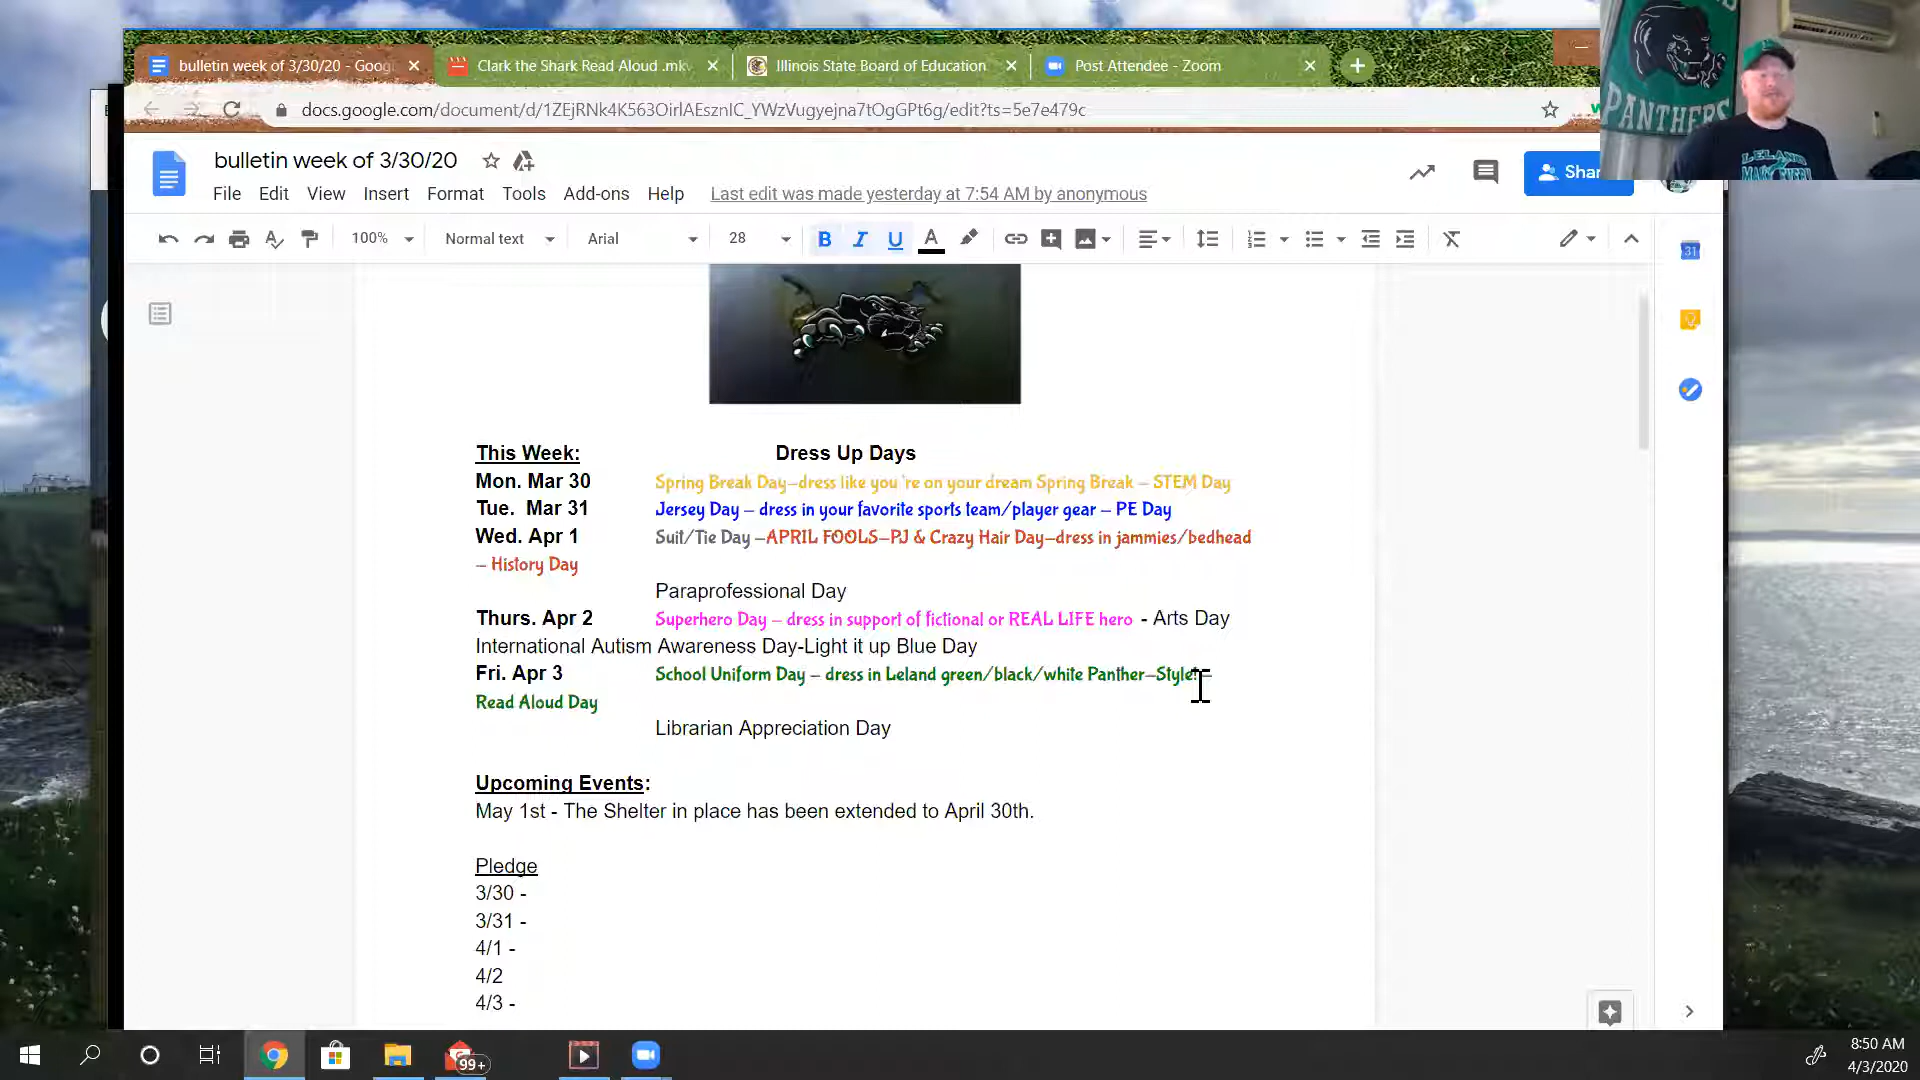 bulletin week of 3/30/20 - Goog
Clark the Shark Read Aloud .mkv
Illinois State Board of Education
Post Attendee - Zoom
docs.google.com/document/d/1ZEjRNk4K563OirlAEsznIC_YWzVugyejna7tOgGPt6g/edit?ts=5e7e479c
PANTHERS
LELAND
bulletin week of 3/30/20
Share
File Edit View Insert Format Tools Add-ons Help Last edit was made yesterday at 7:54 AM by anonymous
100% Normal text Arial 28 B I U A
31
This Week: Dress Up Days
Mon. Mar 30 Spring Break Day-dress like you 're on your dream Spring Break - STEM Day
Tue. Mar 31 Jersey Day - dress in your favorite sports team/player gear - PE Day
Wed. Apr 1 Suit/Tie Day -APRIL FOOLS-PJ & Crazy Hair Day-dress in jammies/bedhead
- History Day
Paraprofessional Day
Thurs. Apr 2 Superhero Day - dress in support of fictional or REAL LIFE hero - Arts Day
International Autism Awareness Day-Light it up Blue Day
Fri. Apr 3 School Uniform Day - dress in Leland green/black/white Panther-Style! -
Read Aloud Day
Librarian Appreciation Day
Upcoming Events:
May 1st - The Shelter in place has been extended to April 30th.
Pledge
3/30 -
3/31 -
4/1 -
4/2
4/3 -
99+
8:50 AM
4/3/2020